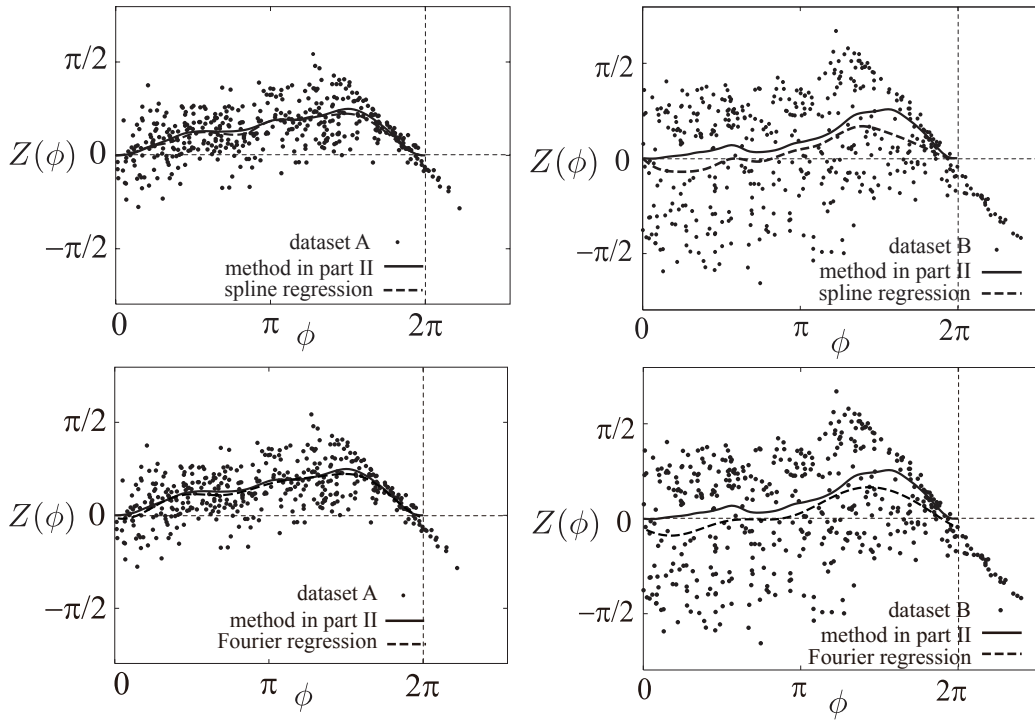 π/2
Z(ϕ) 0
−π/2
dataset A
method in part II
spline regression
0 π 2π
ϕ
π/2
Z(ϕ) 0
−π/2
dataset B
method in part II
spline regression
0 π 2π
ϕ
π/2
Z(ϕ) 0
−π/2
dataset A
method in part II
Fourier regression
0 π 2π
ϕ
π/2
Z(ϕ) 0
−π/2
dataset B
method in part II
Fourier regression
0 π 2π
ϕ